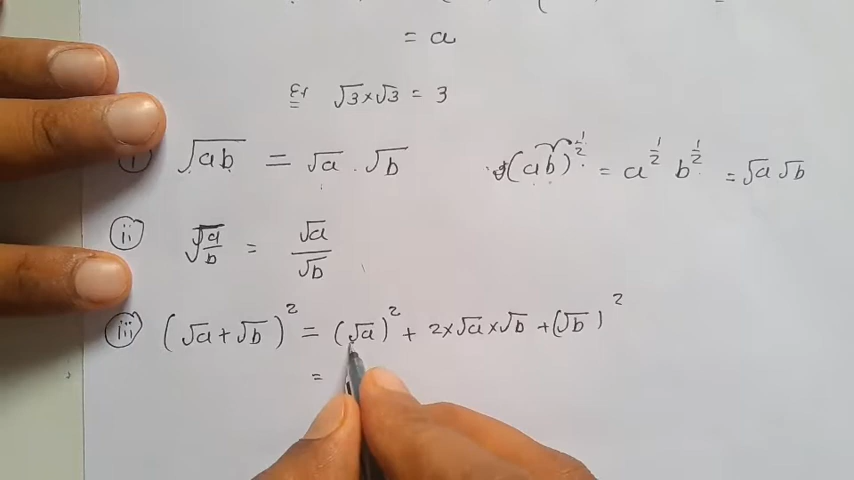 = a
Ex √3×√3 = 3
(i) √ab = √a . √b (ab)^1/2 = a^1/2 b^1/2 = √a √b
(ii) √a/b = √a/√b
(iii) (√a+√b)^2 = (√a)^2 + 2×√a×√b + (√b)^2
=